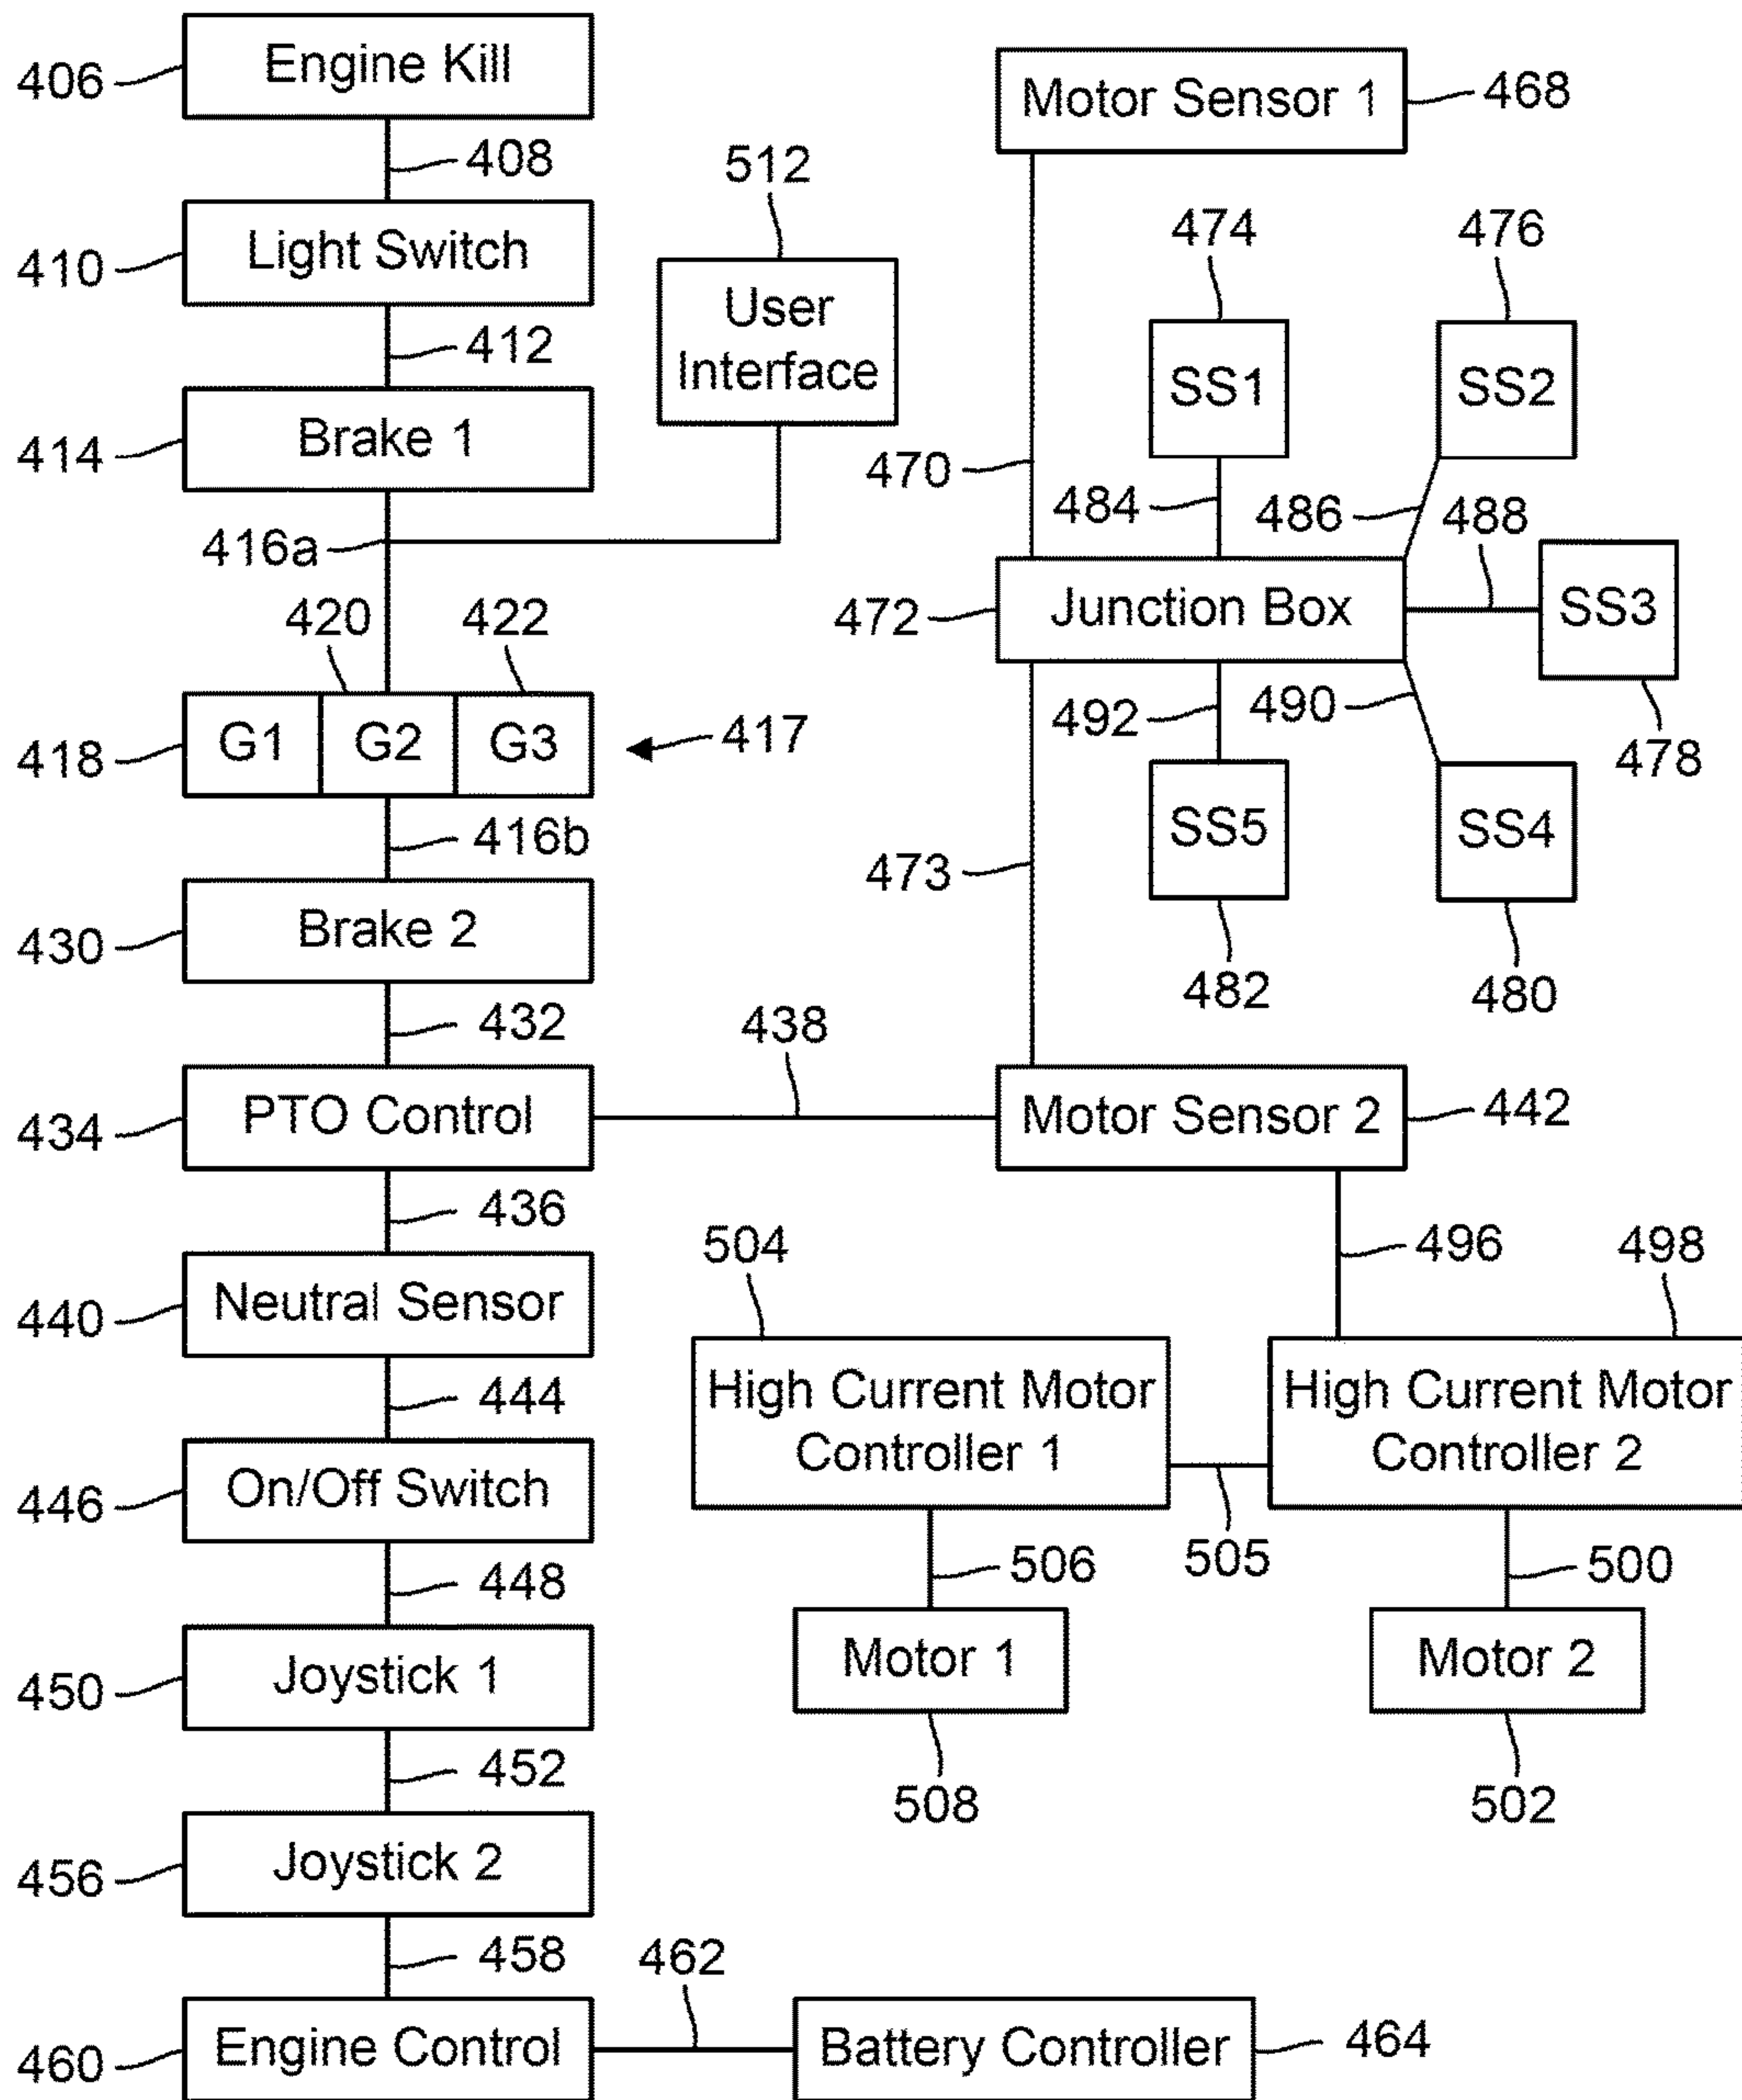 Engine Kill
406
Motor Sensor 1
468
408
512
Light Switch
410
474
476
User
Interface
412
SS1
SS2
Brake 1
414
470
484
486
488
416a
420
422
472
Junction Box
SS3
492
490
478
418
G1
G2
G3
417
416b
473
SS5
SS4
Brake 2
430
482
480
432
438
PTO Control
434
Motor Sensor 2
442
436
504
496
498
Neutral Sensor
440
High Current Motor
Controller 1
High Current Motor
Controller 2
444
On/Off Switch
446
506
505
500
448
Motor 1
Motor 2
Joystick 1
450
452
508
502
Joystick 2
456
458
462
Engine Control
460
Battery Controller
464